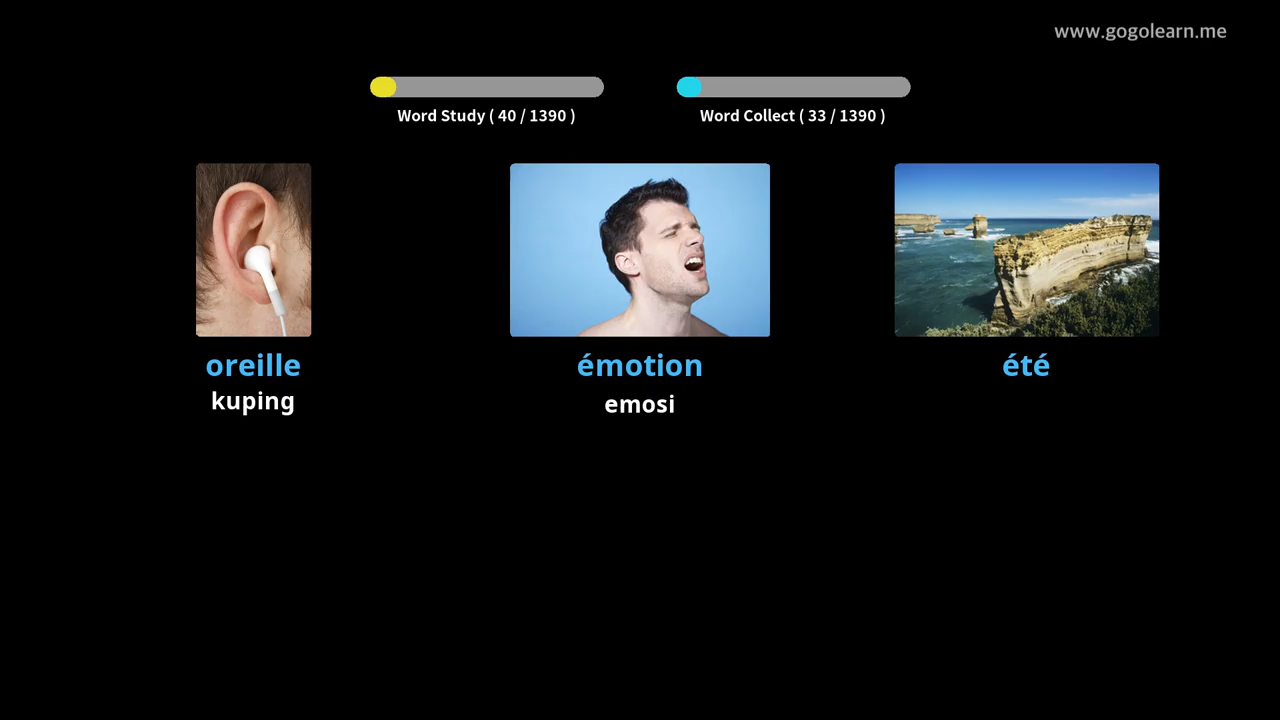 www.gogolearn.me
Word Study ( 40 / 1390 )
Word Collect ( 33 / 1390 )
oreille
émotion
été
kuping
emosi